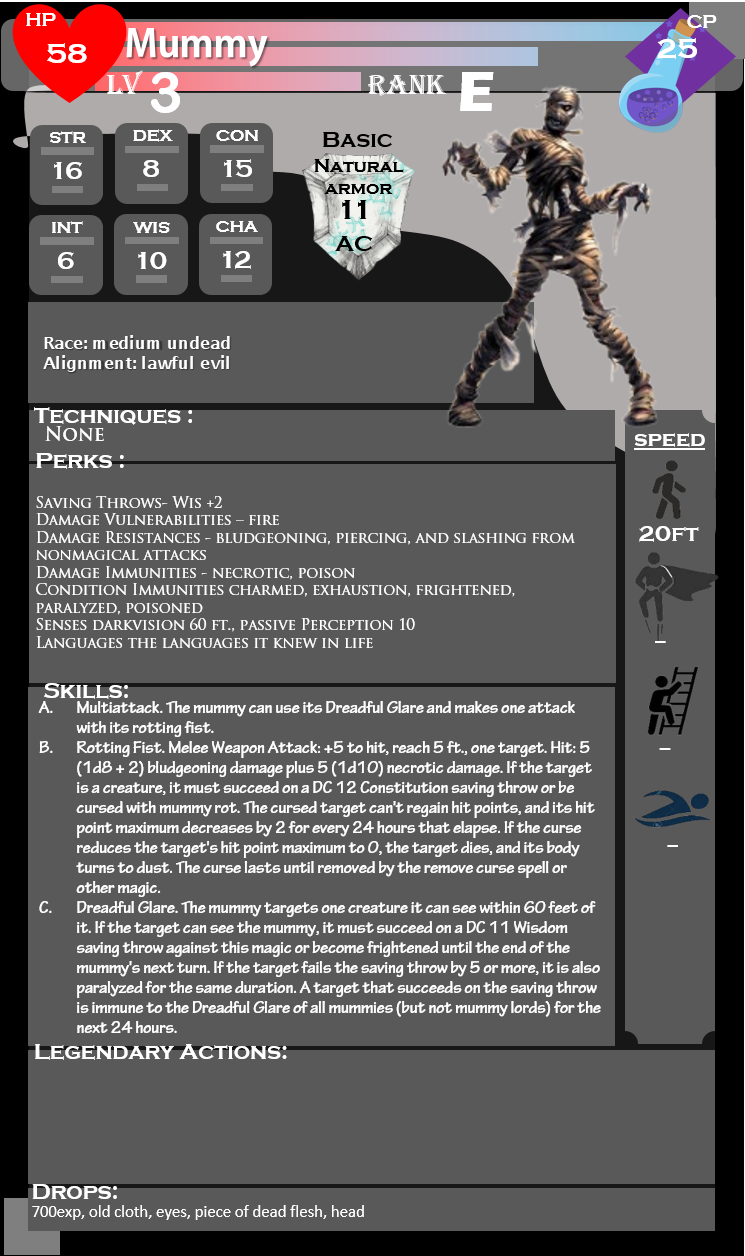 HP
58
Mummy
CP
25
LV 3
RANK E
STR
16
DEX
8
CON
15
INT
6
WIS
10
CHA
12
Basic
Natural
armor
11
AC
Race: medium undead
Alignment: lawful evil
Techniques :
None
Perks :
Saving Throws- Wis +2
Damage Vulnerabilities – fire
Damage Resistances - bludgeoning, piercing, and slashing from
nonmagical attacks
Damage Immunities - necrotic, poison
Condition Immunities charmed, exhaustion, frightened,
paralyzed, poisoned
Senses darkvision 60 ft., passive Perception 10
Languages the languages it knew in life
Skills:
A. Multiattack. The mummy can use its Dreadful Glare and makes one attack
with its rotting fist.
B. Rotting Fist. Melee Weapon Attack: +5 to hit, reach 5 ft., one target. Hit: 5
(1d8 + 2) bludgeoning damage plus 5 (1d10) necrotic damage. If the target
is a creature, it must succeed on a DC 12 Constitution saving throw or be
cursed with mummy rot. The cursed target can't regain hit points, and its hit
point maximum decreases by 2 for every 24 hours that elapse. If the curse
reduces the target's hit point maximum to 0, the target dies, and its body
turns to dust. The curse lasts until removed by the remove curse spell or
other magic.
C. Dreadful Glare. The mummy targets one creature it can see within 60 feet of
it. If the target can see the mummy, it must succeed on a DC 11 Wisdom
saving throw against this magic or become frightened until the end of the
mummy's next turn. If the target fails the saving throw by 5 or more, it is also
paralyzed for the same duration. A target that succeeds on the saving throw
is immune to the Dreadful Glare of all mummies (but not mummy lords) for the
next 24 hours.
SPEED
20FT
–
–
–
Legendary Actions:
Drops:
700exp, old cloth, eyes, piece of dead flesh, head